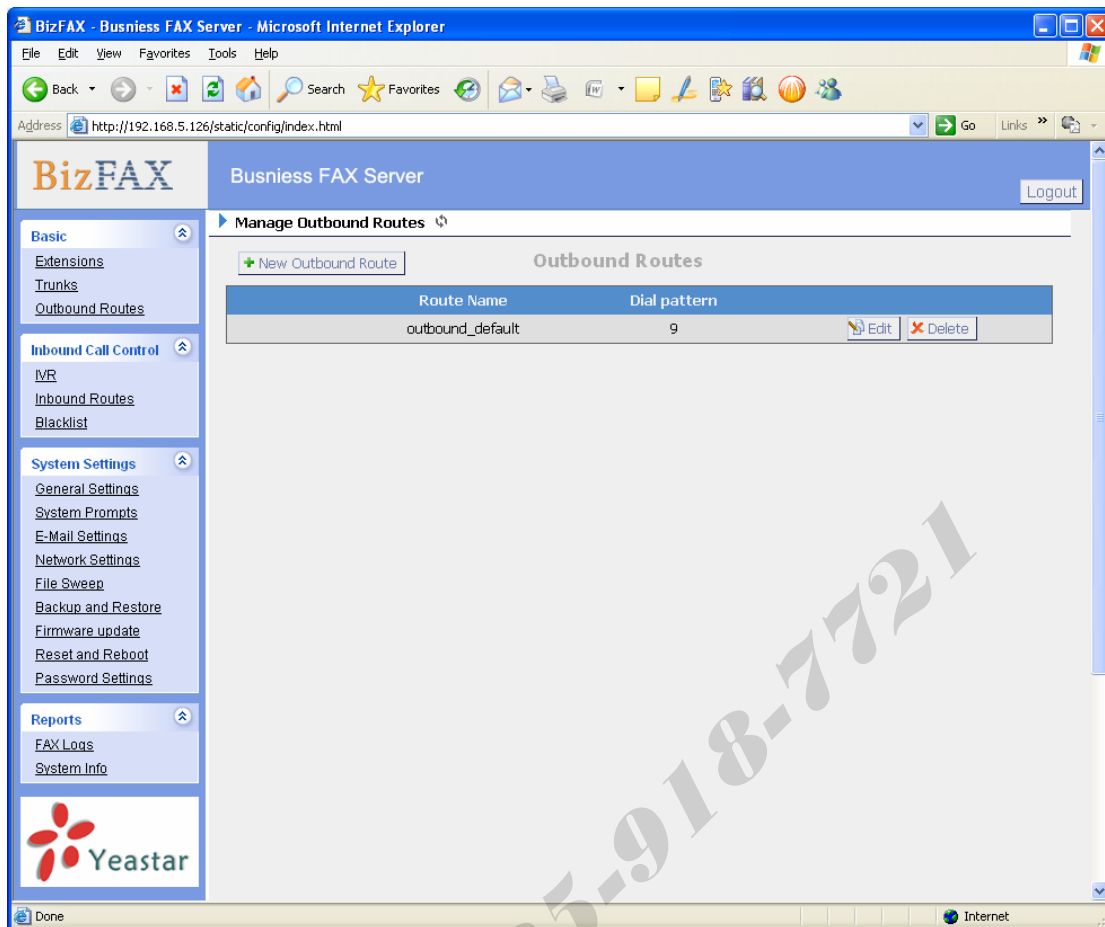 BizFAX - Busniess FAX Server - Microsoft Internet Explorer
File Edit View Favorites Tools Help
Back Search Favorites
Address http://192.168.5.126/static/config/index.html Go Links »
BizFAX
Busniess FAX Server
Logout
Basic
Extensions
Trunks
Outbound Routes
Inbound Call Control
IVR
Inbound Routes
Blacklist
System Settings
General Settings
System Prompts
E-Mail Settings
Network Settings
File Sweep
Backup and Restore
Firmware update
Reset and Reboot
Password Settings
Reports
FAX Logs
System Info
Yeastar
Manage Outbound Routes
New Outbound Route Outbound Routes
Route Name Dial pattern
outbound_default 9 Edit Delete
5-918-7721
Done Internet